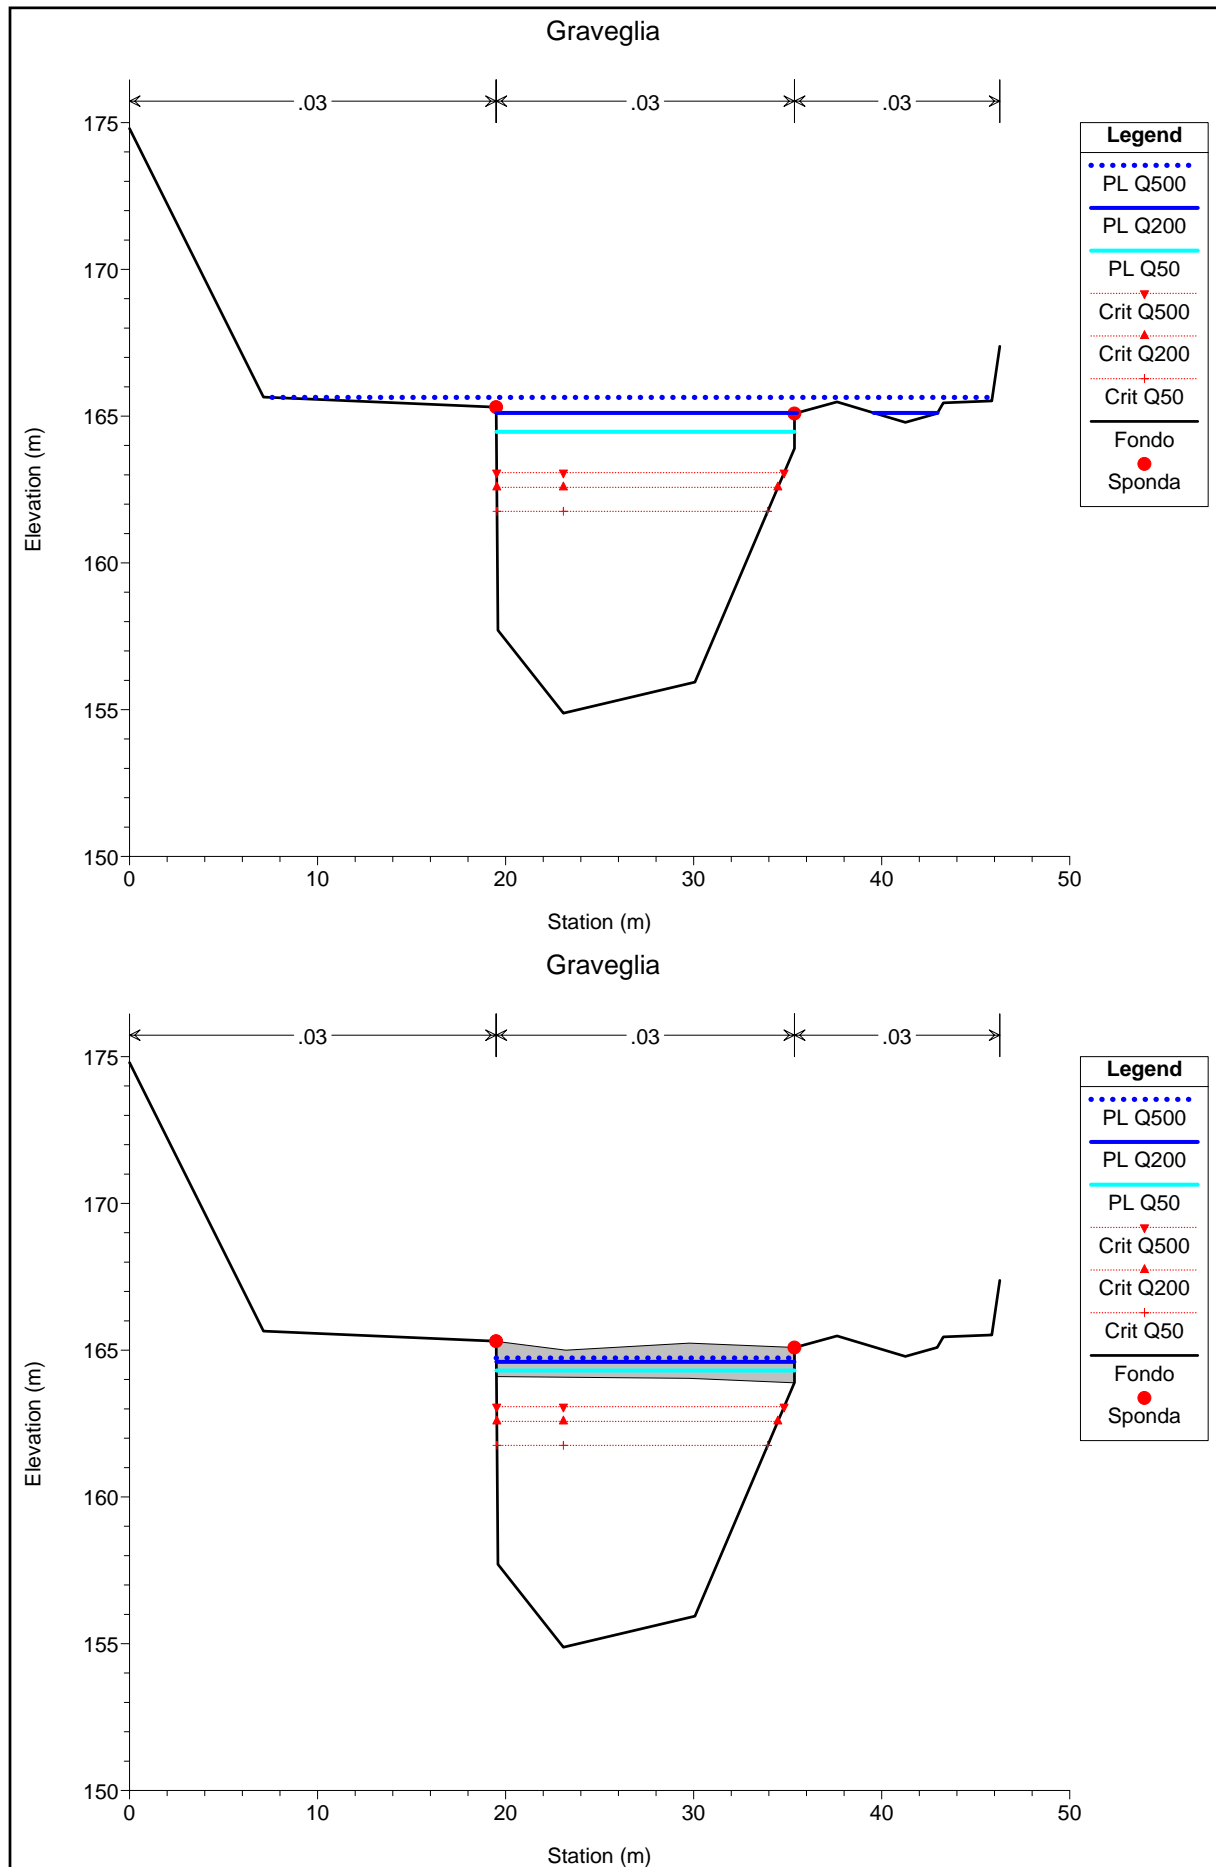 Graveglia
.03 .03 .03
175
170
165
160
155
150
0 10 20 30 40 50
Elevation (m)
Station (m)
Legend
PL Q500
PL Q200
PL Q50
Crit Q500
Crit Q200
Crit Q50
Fondo
Sponda
Graveglia
.03 .03 .03
175
170
165
160
155
150
0 10 20 30 40 50
Elevation (m)
Station (m)
Legend
PL Q500
PL Q200
PL Q50
Crit Q500
Crit Q200
Crit Q50
Fondo
Sponda